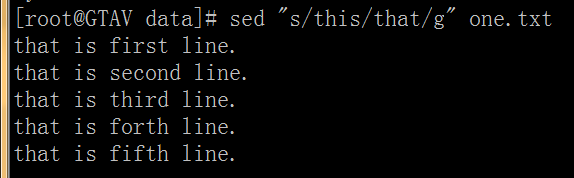 [root@GTAV data]# sed "s/this/that/g" one.txt
that is first line.
that is second line.
that is third line.
that is forth line.
that is fifth line.